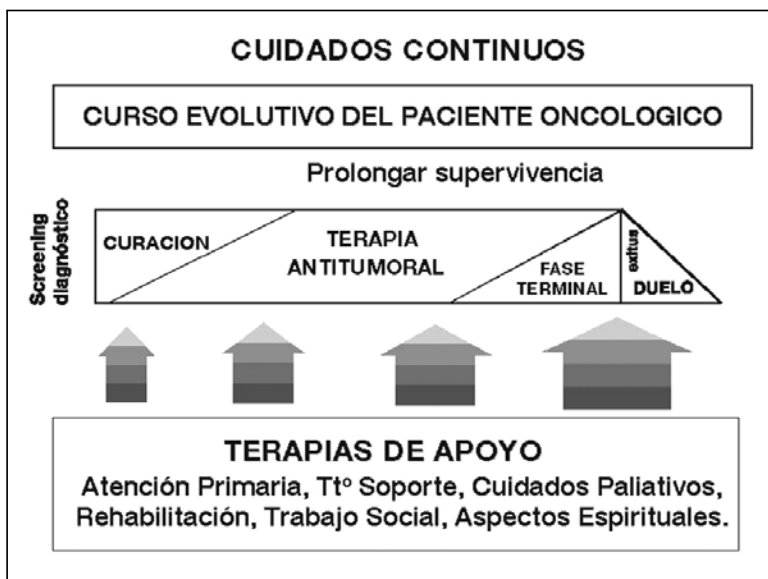 CUIDADOS CONTINUOS
CURSO EVOLUTIVO DEL PACIENTE ONCOLOGICO
Prolongar supervivencia
Screening
diagnóstico
CURACION
TERAPIA
ANTITUMORAL
FASE
TERMINAL
exitus
DUELO
TERAPIAS DE APOYO
Atención Primaria, Ttº Soporte, Cuidados Paliativos,
Rehabilitación, Trabajo Social, Aspectos Espirituales.